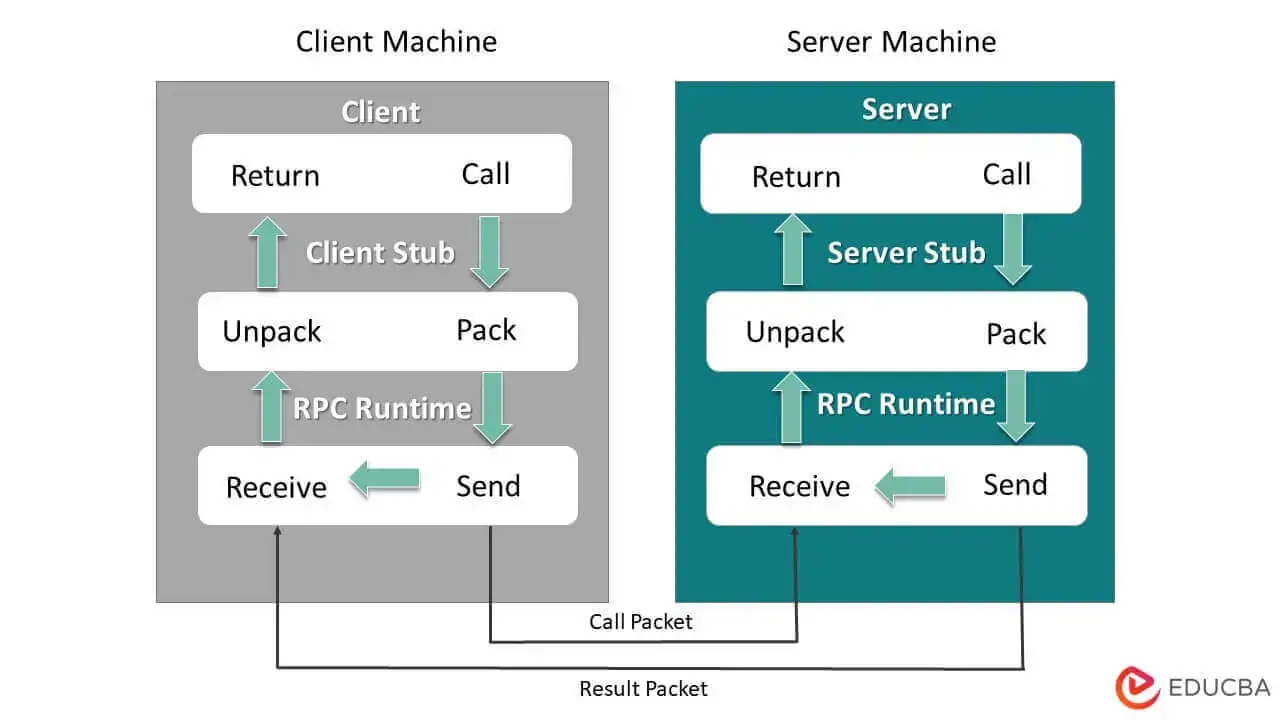 Client Machine
Server Machine
Client
Return Call
Client Stub
Unpack Pack
RPC Runtime
Receive Send
Server
Return Call
Server Stub
Unpack Pack
RPC Runtime
Receive Send
Call Packet
Result Packet
EDUCBA